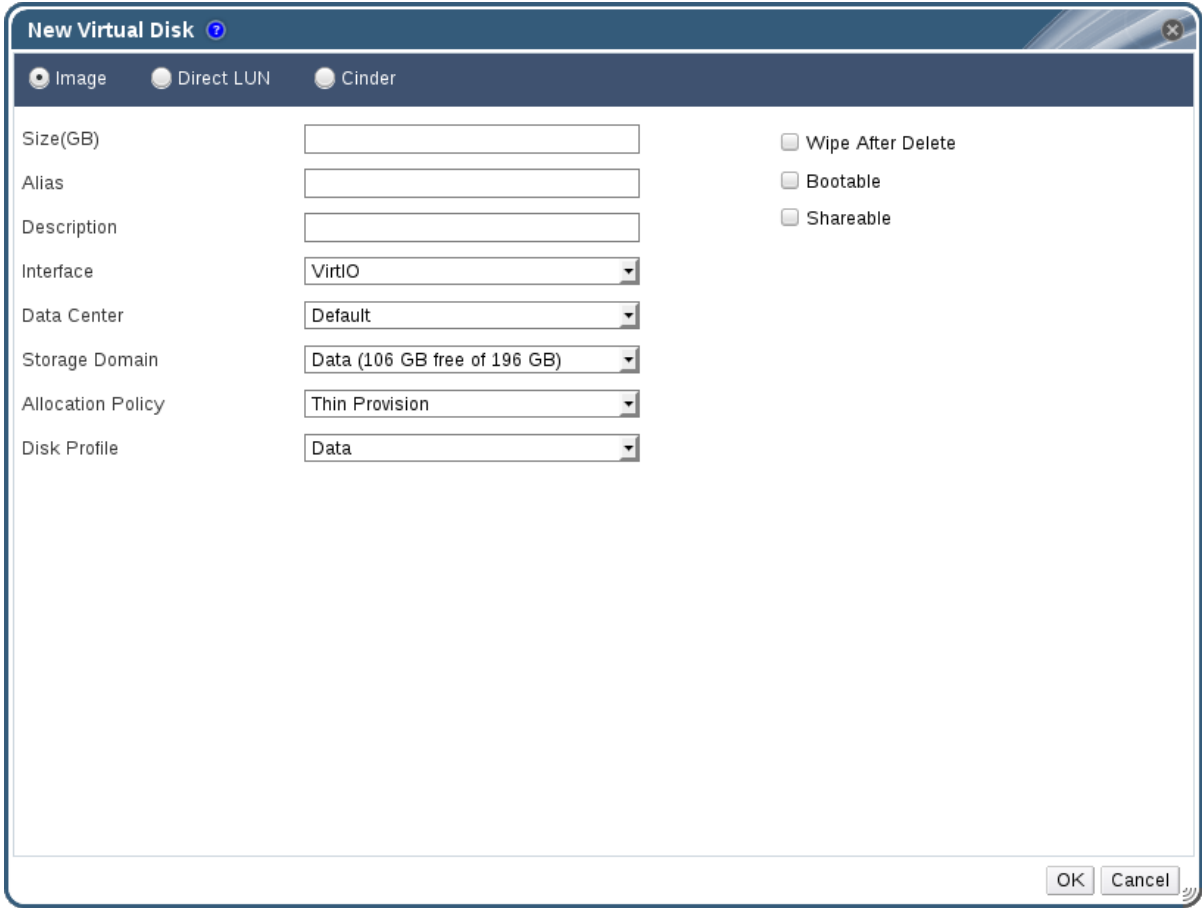 New Virtual Disk ?
Image Direct LUN Cinder
Size(GB)
Wipe After Delete
Alias
Bootable
Description
Shareable
Interface VirtIO
Data Center Default
Storage Domain Data (106 GB free of 196 GB)
Allocation Policy Thin Provision
Disk Profile Data
OK Cancel